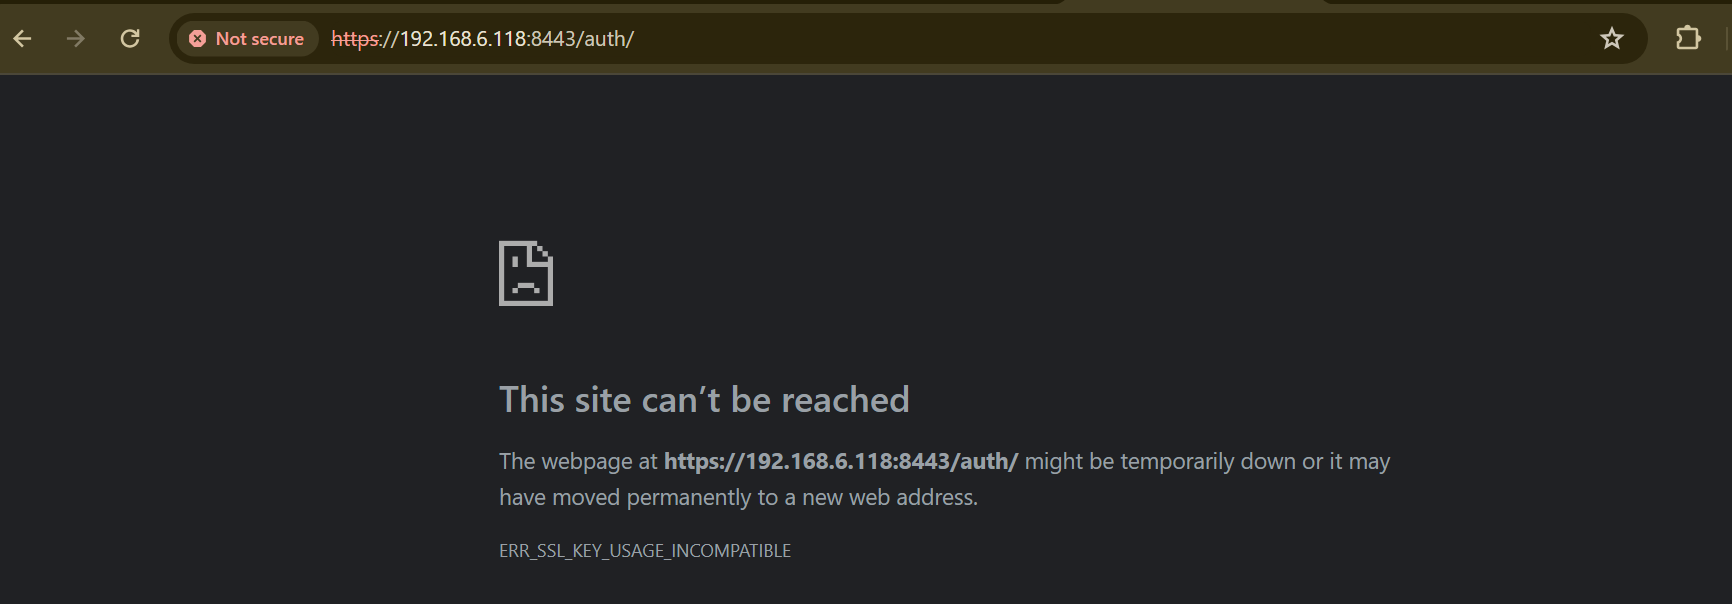 Not secure https://192.168.6.118:8443/auth/
This site can’t be reached
The webpage at https://192.168.6.118:8443/auth/ might be temporarily down or it may
have moved permanently to a new web address.
ERR_SSL_KEY_USAGE_INCOMPATIBLE